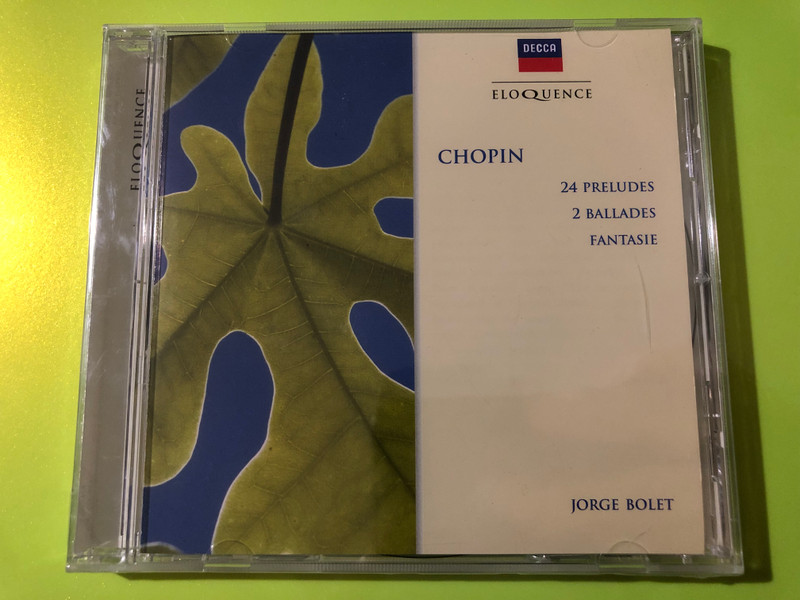 ELOQUENCE
DECCA
ELOQUENCE
CHOPIN
24 PRELUDES
2 BALLADES
FANTASIE
JORGE BOLET